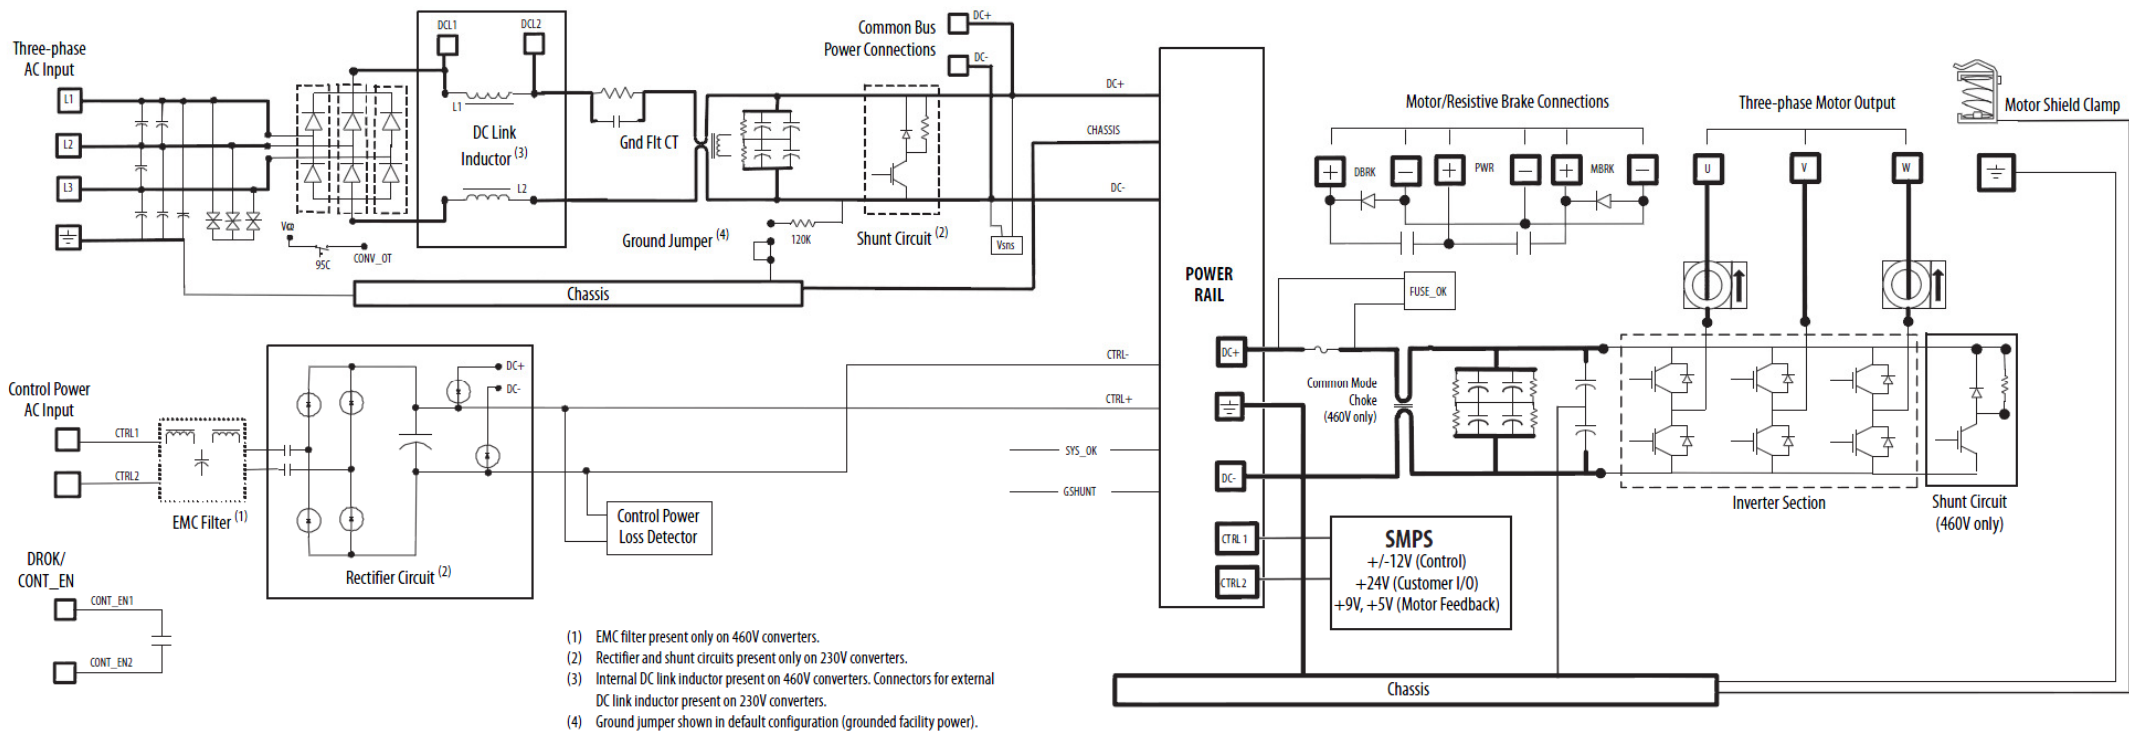 Three-phase
AC Input
L1
L2
L3
DCL1
DCL2
L1
DC Link
Inductor (3)
L2
95C
CONV_OT
Gnd Flt CT
Ground Jumper (4)
120K
Shunt Circuit (2)
Common Bus
Power Connections
DC+
DC-
Vsns
DC+
CHASSIS
DC-
Chassis
Control Power
AC Input
CTRL1
CTRL2
EMC Filter (1)
DC+
DC-
Rectifier Circuit (2)
Control Power
Loss Detector
CTRL-
CTRL+
SYS_OK
GSHUNT
DROK/
CONT_EN
CONT_EN1
CONT_EN2
POWER
RAIL
DC+
DC-
CTRL 1
CTRL 2
Motor/Resistive Brake Connections
+
DBRK
−
+
PWR
−
+
MBRK
−
Three-phase Motor Output
U
V
W
Motor Shield Clamp
FUSE_OK
Common Mode
Choke
(460V only)
Inverter Section
Shunt Circuit
(460V only)
SMPS
+/-12V (Control)
+24V (Customer I/O)
+9V, +5V (Motor Feedback)
Chassis
(1) EMC filter present only on 460V converters.
(2) Rectifier and shunt circuits present only on 230V converters.
(3) Internal DC link inductor present on 460V converters. Connectors for external
DC link inductor present on 230V converters.
(4) Ground jumper shown in default configuration (grounded facility power).